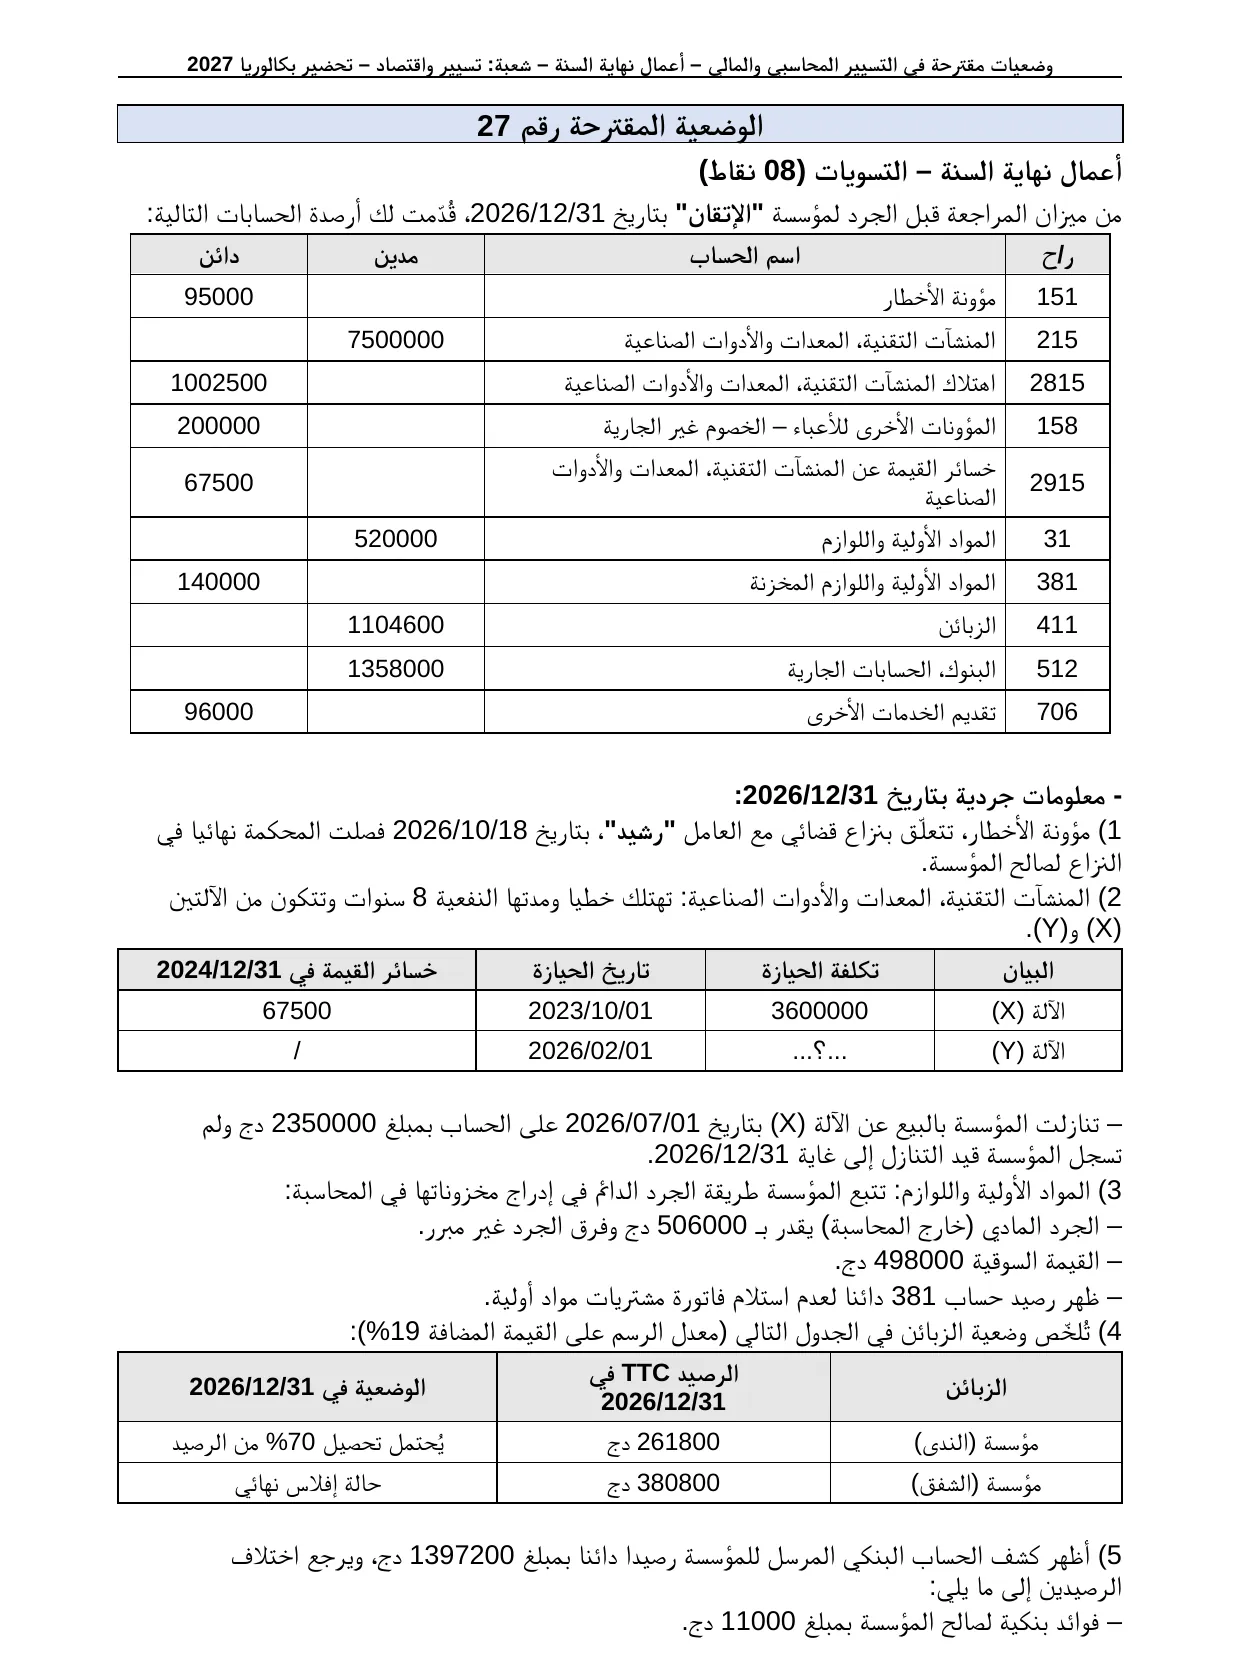 وضعيات مقترحة في التسيير المحاسبي والمالي – أعمال نهاية السنة – شعبة: تسيير واقتصاد – تحضير بكالوريا 2027
الوضعية المقترحة رقم 27
أعمال نهاية السنة – التسويات (08 نقاط)
من ميزان المراجعة قبل الجرد لمؤسسة "الإتقان" بتاريخ 2026/12/31، قُدّمت لك أرصدة الحسابات التالية:
ر/ح اسم الحساب مدين دائن
151 مؤونة الأخطار 95000
215 المنشآت التقنية، المعدات والأدوات الصناعية 7500000
2815 اهتلاك المنشآت التقنية، المعدات والأدوات الصناعية 1002500
158 المؤونات الأخرى للأعباء – الخصوم غير الجارية 200000
2915 خسائر القيمة عن المنشآت التقنية، المعدات والأدوات 67500
الصناعية
31 المواد الأولية واللوازم 520000
381 المواد الأولية واللوازم المخزنة 140000
411 الزبائن 1104600
512 البنوك، الحسابات الجارية 1358000
706 تقديم الخدمات الأخرى 96000
- معلومات جردية بتاريخ 2026/12/31:
1) مؤونة الأخطار، تتعلّق بنزاع قضائي مع العامل "رشيد"، بتاريخ 2026/10/18 فصلت المحكمة نهائيا في
النزاع لصالح المؤسسة.
2) المنشآت التقنية، المعدات والأدوات الصناعية: تهتلك خطيا ومدتها النفعية 8 سنوات وتتكون من الآلتين
(X) و(Y).
البيان تكلفة الحيازة تاريخ الحيازة خسائر القيمة في 2024/12/31
الآلة (X) 3600000 2023/10/01 67500
الآلة (Y) ...؟... 2026/02/01 /
– تنازلت المؤسسة بالبيع عن الآلة (X) بتاريخ 2026/07/01 على الحساب بمبلغ 2350000 دج ولم
تسجل المؤسسة قيد التنازل إلى غاية 2026/12/31.
3) المواد الأولية واللوازم: تتبع المؤسسة طريقة الجرد الدائم في إدراج مخزوناتها في المحاسبة:
– الجرد المادي (خارج المحاسبة) يقدر بـ 506000 دج وفرق الجرد غير مبرر.
– القيمة السوقية 498000 دج.
– ظهر رصيد حساب 381 دائنا لعدم استلام فاتورة مشتريات مواد أولية.
4) تُلخّص وضعية الزبائن في الجدول التالي (معدل الرسم على القيمة المضافة 19%):
الزبائن الرصيد TTC في الوضعية في 2026/12/31
2026/12/31
مؤسسة (الندى) 261800 دج يُحتمل تحصيل 70% من الرصيد
مؤسسة (الشفق) 380800 دج حالة إفلاس نهائي
5) أظهر كشف الحساب البنكي المرسل للمؤسسة رصيدا دائنا بمبلغ 1397200 دج، ويرجع اختلاف
الرصيدين إلى ما يلي:
– فوائد بنكية لصالح المؤسسة بمبلغ 11000 دج.